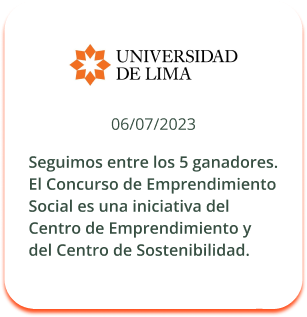 UNIVERSIDAD
DE LIMA
06/07/2023
Seguimos entre los 5 ganadores.
El Concurso de Emprendimiento
Social es una iniciativa del
Centro de Emprendimiento y
del Centro de Sostenibilidad.